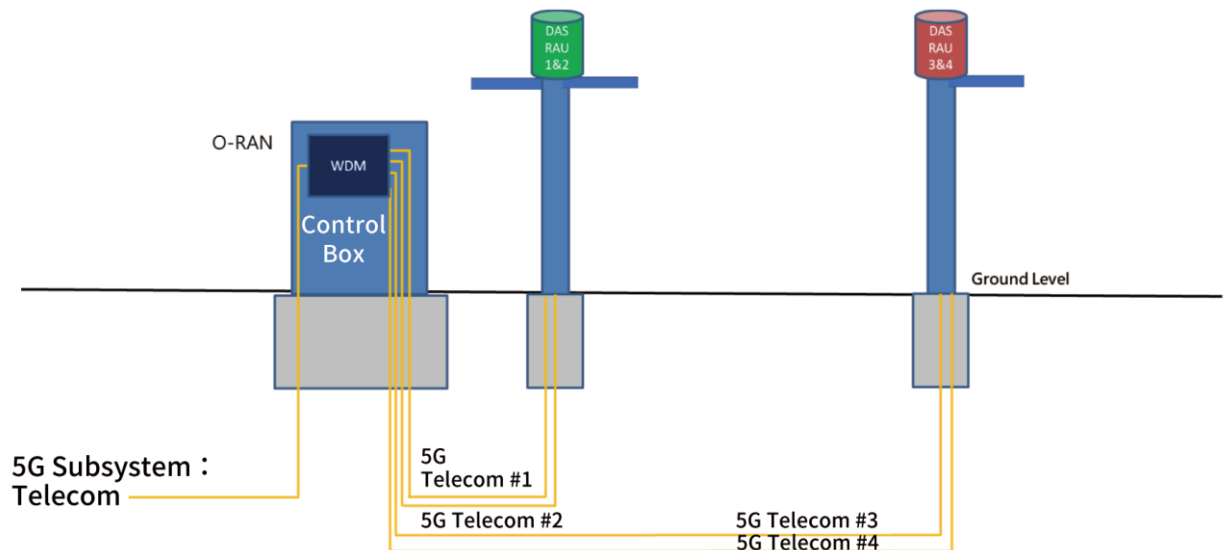 DAS
RAU
1&2
DAS
RAU
3&4
O-RAN
WDM
Control
Box
Ground Level
5G Subsystem：
Telecom
5G
Telecom #1
5G Telecom #2
5G Telecom #3
5G Telecom #4